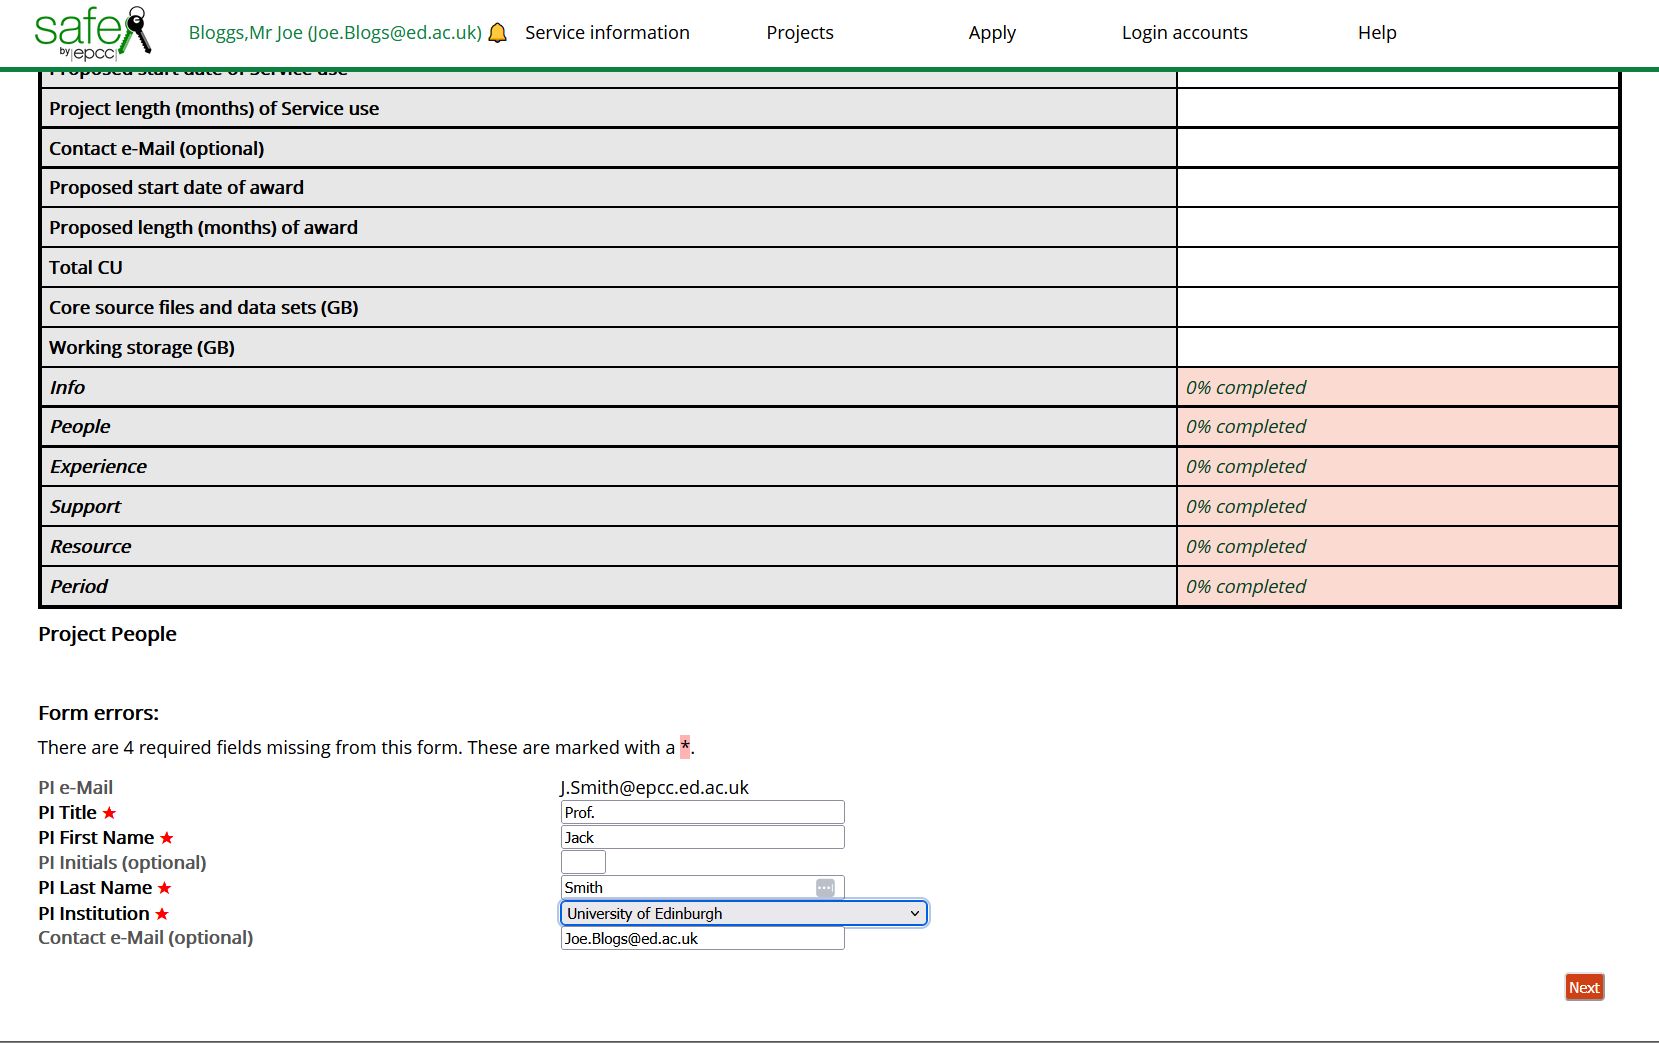 safe
by epcc
Bloggs,Mr Joe (Joe.Blogs@ed.ac.uk) Service information Projects Apply Login accounts Help
Proposed start date of Service use
Project length (months) of Service use
Contact e-Mail (optional)
Proposed start date of award
Proposed length (months) of award
Total CU
Core source files and data sets (GB)
Working storage (GB)
Info 0% completed
People 0% completed
Experience 0% completed
Support 0% completed
Resource 0% completed
Period 0% completed
Project People
Form errors:
There are 4 required fields missing from this form. These are marked with a *.
PI e-Mail J.Smith@epcc.ed.ac.uk
PI Title ★ Prof.
PI First Name ★ Jack
PI Initials (optional)
PI Last Name ★ Smith
PI Institution ★ University of Edinburgh
Contact e-Mail (optional) Joe.Blogs@ed.ac.uk
Next